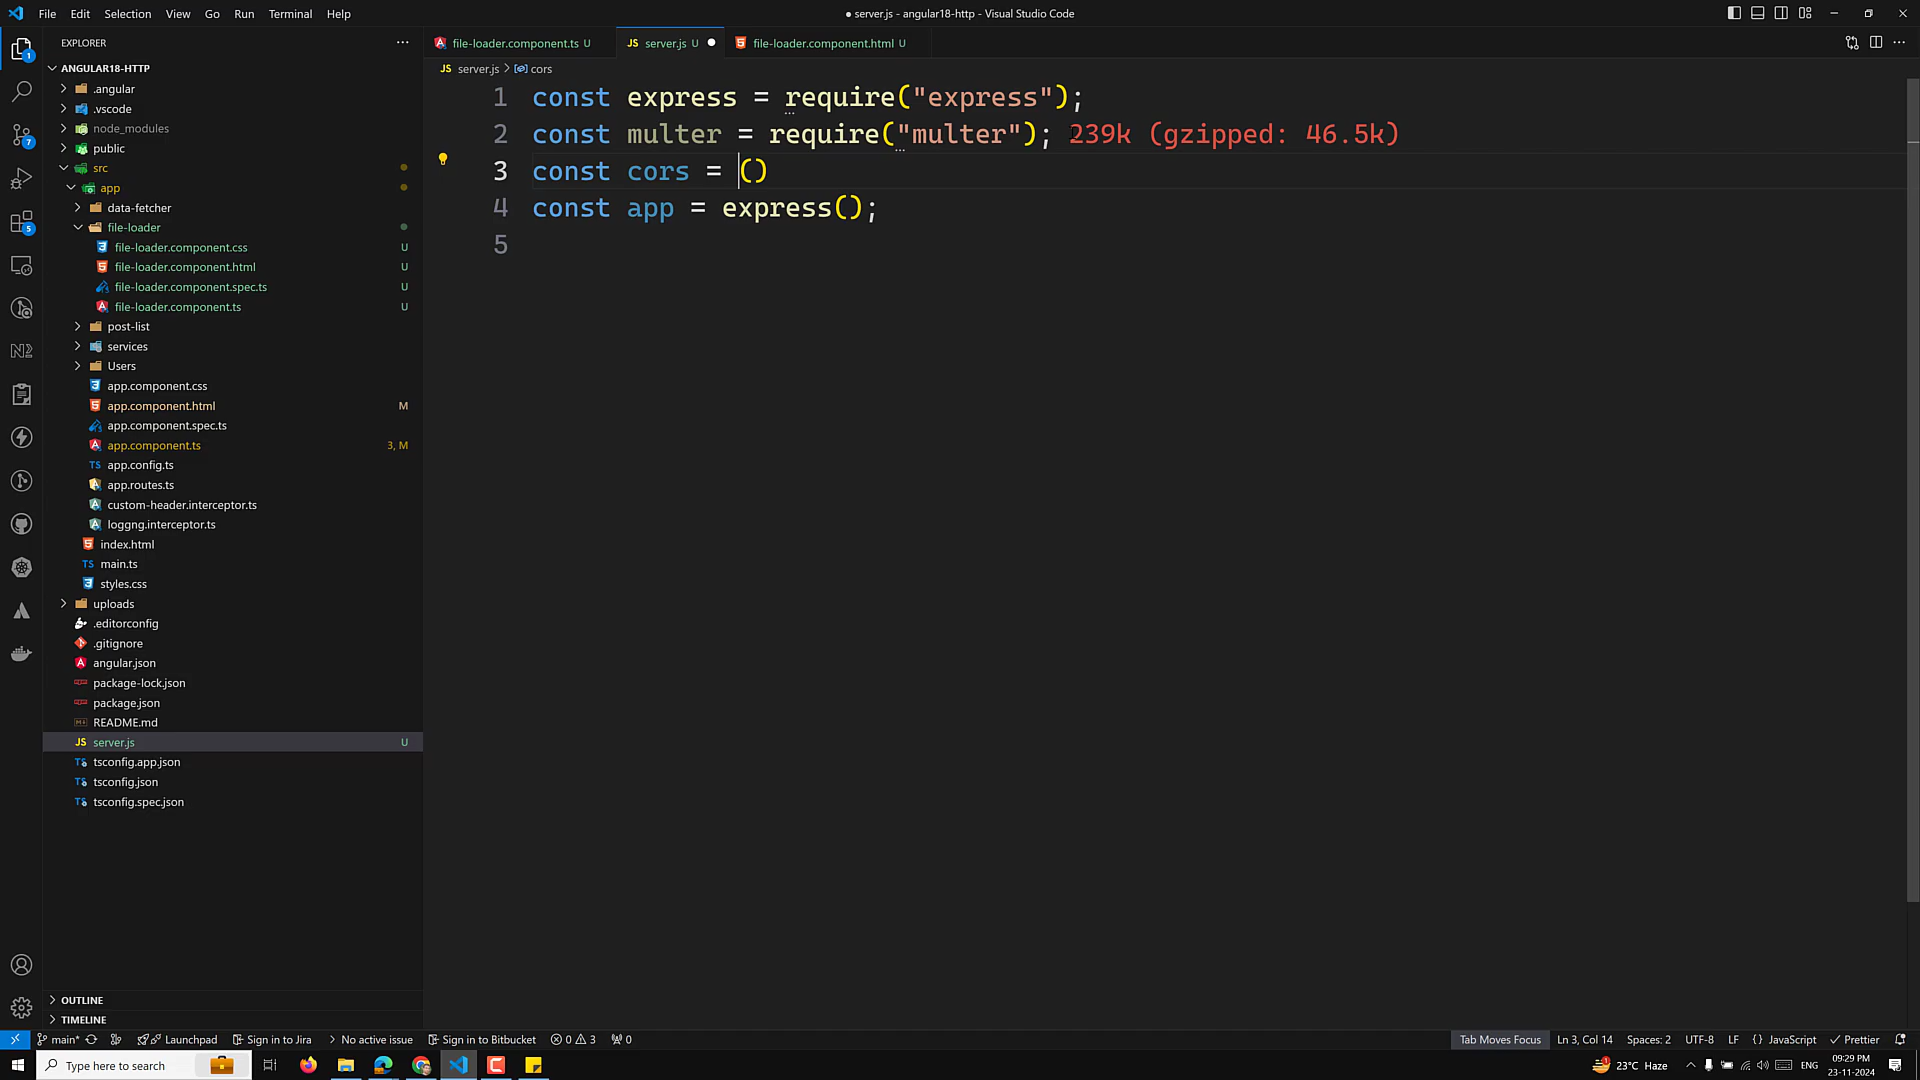 File Edit Selection View Go Run Terminal Help
● server.js - angular18-http - Visual Studio Code
EXPLORER
ANGULAR18-HTTP
.angular
.vscode
node_modules
public
src
app
data-fetcher
file-loader
file-loader.component.css U
file-loader.component.html U
file-loader.component.spec.ts U
file-loader.component.ts U
post-list
services
Users
app.component.css
app.component.html M
app.component.spec.ts
app.component.ts 3, M
TS app.config.ts
app.routes.ts
custom-header.interceptor.ts
loggng.interceptor.ts
index.html
TS main.ts
styles.css
uploads
.editorconfig
.gitignore
angular.json
package-lock.json
package.json
README.md
JS server.js U
tsconfig.app.json
tsconfig.json
tsconfig.spec.json
OUTLINE
TIMELINE
file-loader.component.ts U
JS server.js U ●
file-loader.component.html U
JS server.js > cors
1 const express = require("express");
2 const multer = require("multer"); 239k (gzipped: 46.5k)
3 const cors = ()
4 const app = express();
5
main* Launchpad Sign in to Jira No active issue Sign in to Bitbucket 0 3 0
Tab Moves Focus Ln 3, Col 14 Spaces: 2 UTF-8 LF {} JavaScript Prettier
Type here to search
23°C Haze ENG 09:29 PM
23-11-2024